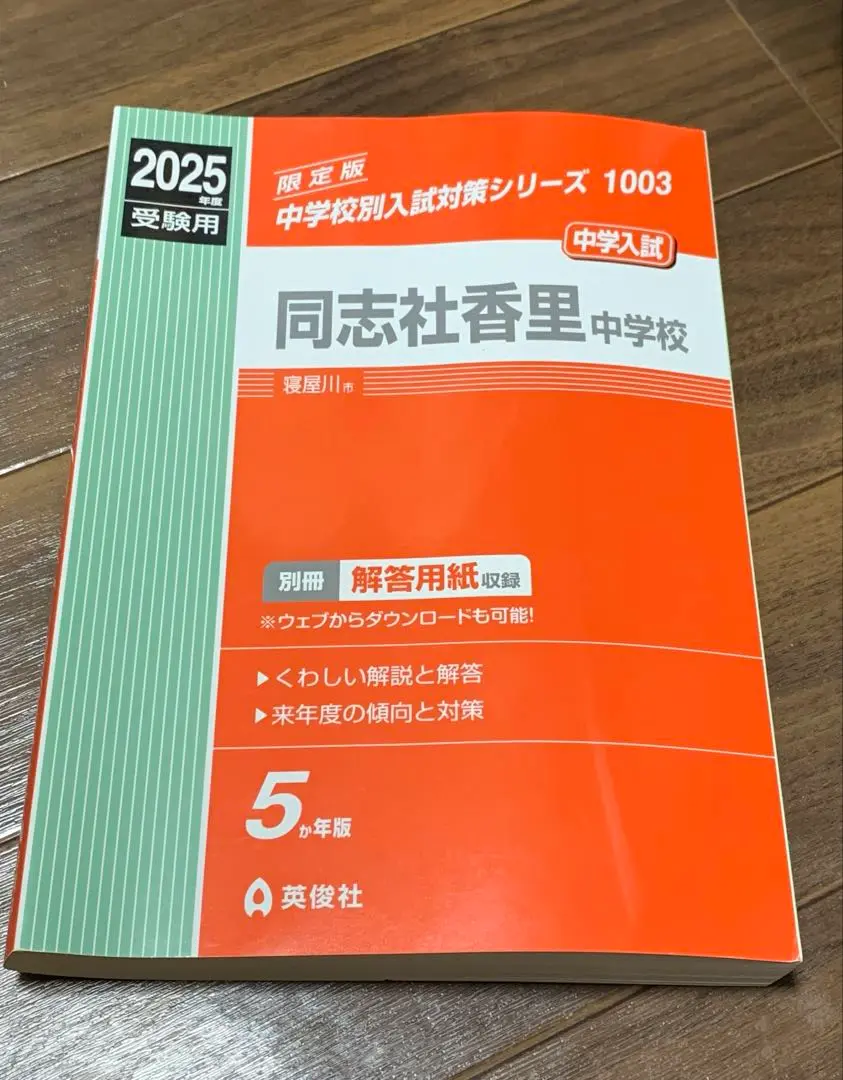 2025
年度
受験用
限定版
中学校別入試対策シリーズ 1003
中学入試
同志社香里中学校
寝屋川市
別冊 解答用紙収録
※ウェブからダウンロードも可能!
▶くわしい解説と解答
▶来年度の傾向と対策
5か年版
英俊社